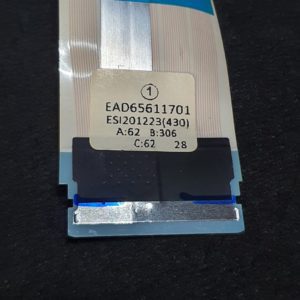 ①
EAD65611701
ESI201223(430)
A:62 B:306
C:62 28